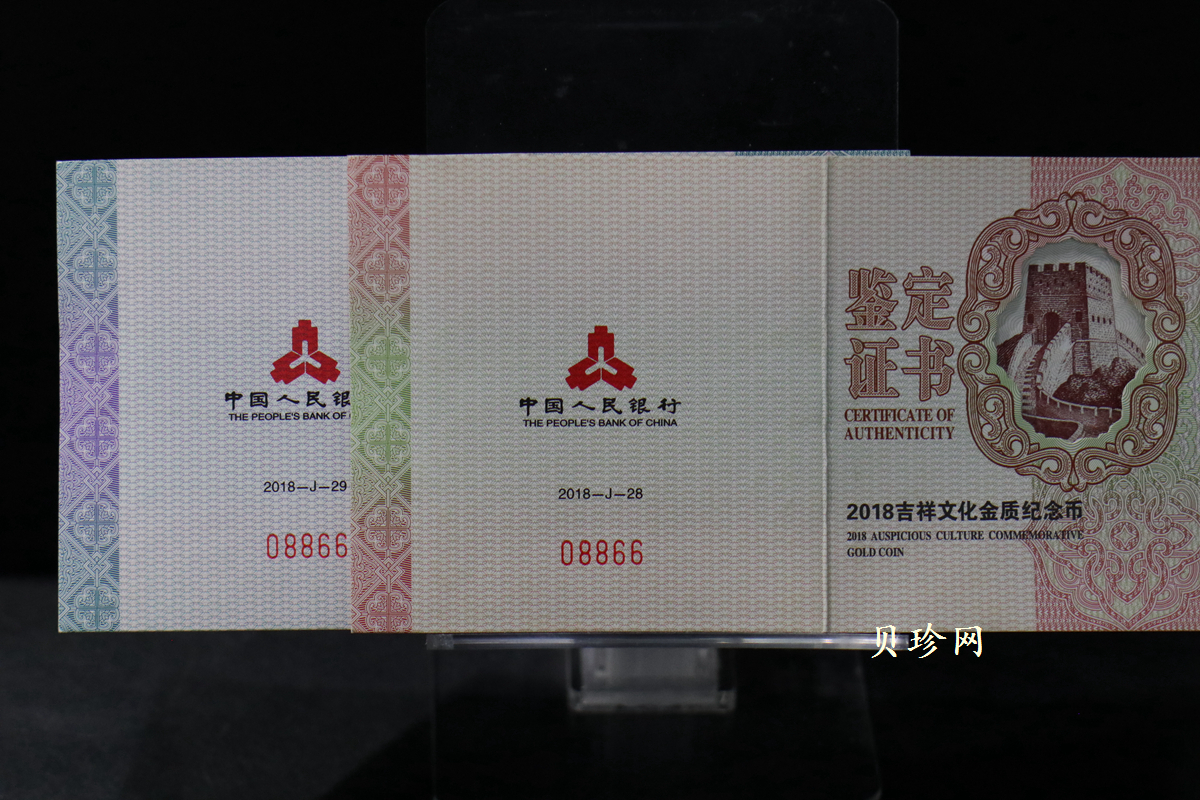 中国人民银
THE PEOPLE'S BANK OF
2018—J—29
08866
中国人民银行
THE PEOPLE'S BANK OF CHINA
2018—J—28
08866
鉴定
证书
CERTIFICATE OF
AUTHENTICITY
2018吉祥文化金质纪念币
2018 AUSPICIOUS CULTURE COMMEMORATIVE
GOLD COIN
贝珍网